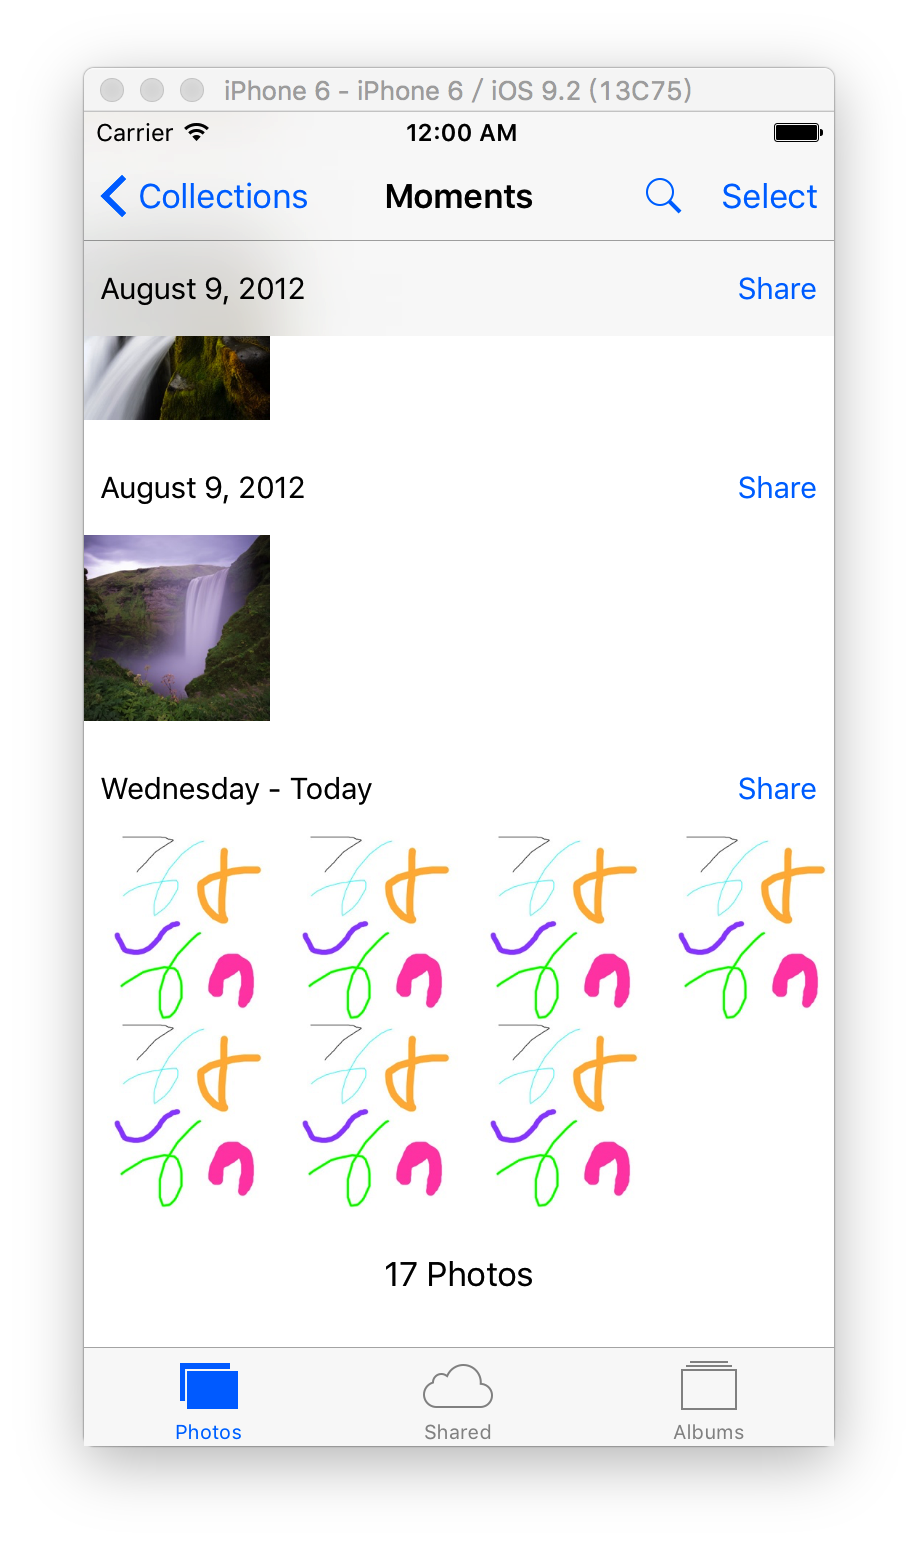 iPhone 6 - iPhone 6 / iOS 9.2 (13C75)
Carrier 12:00 AM
Collections Moments Select
August 9, 2012 Share
August 9, 2012 Share
Wednesday - Today Share
17 Photos
Photos Shared Albums